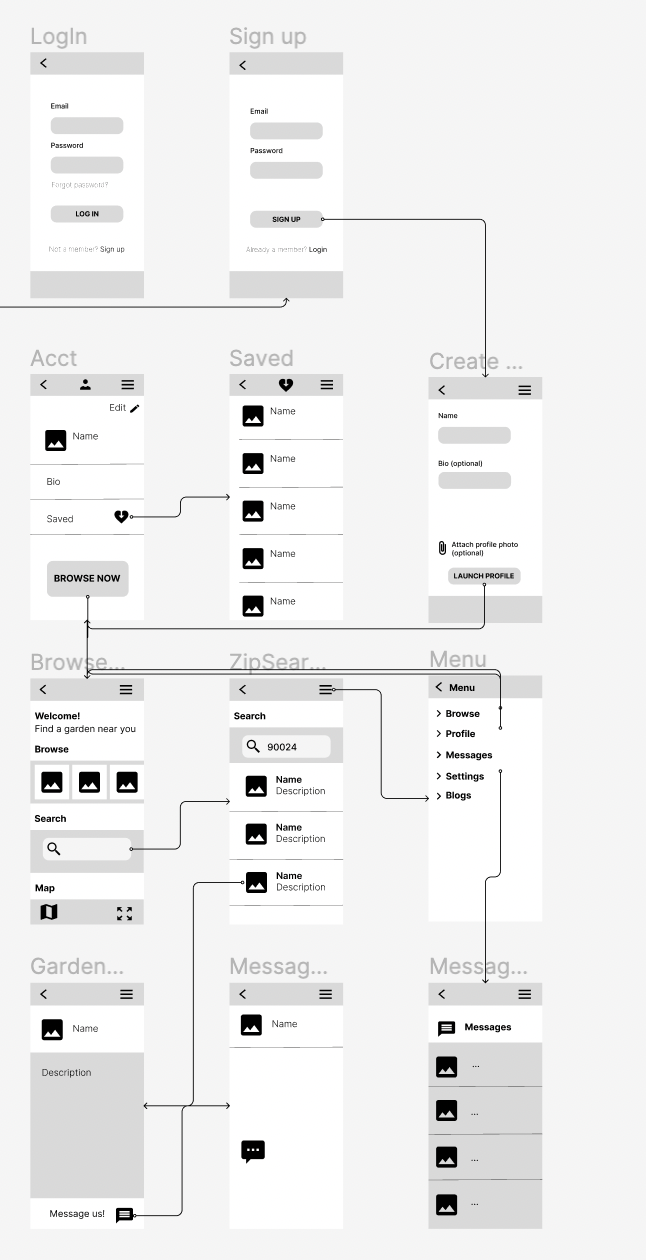 LogIn
Email
Password
Forgot password?
LOG IN
Not a member? Sign up
Sign up
Email
Password
SIGN UP
Already a member? Login
Acct
Edit
Name
Bio
Saved
BROWSE NOW
Saved
Name
Name
Name
Name
Name
Create ...
Name
Bio (optional)
Attach profile photo
(optional)
LAUNCH PROFILE
Browse...
Welcome!
Find a garden near you
Browse
Search
Map
ZipSear...
Search
90024
Name
Description
Name
Description
Name
Description
Menu
Menu
Browse
Profile
Messages
Settings
Blogs
Garden...
Name
Description
Message us!
Messag...
Name
Messag...
Messages
...
...
...
...